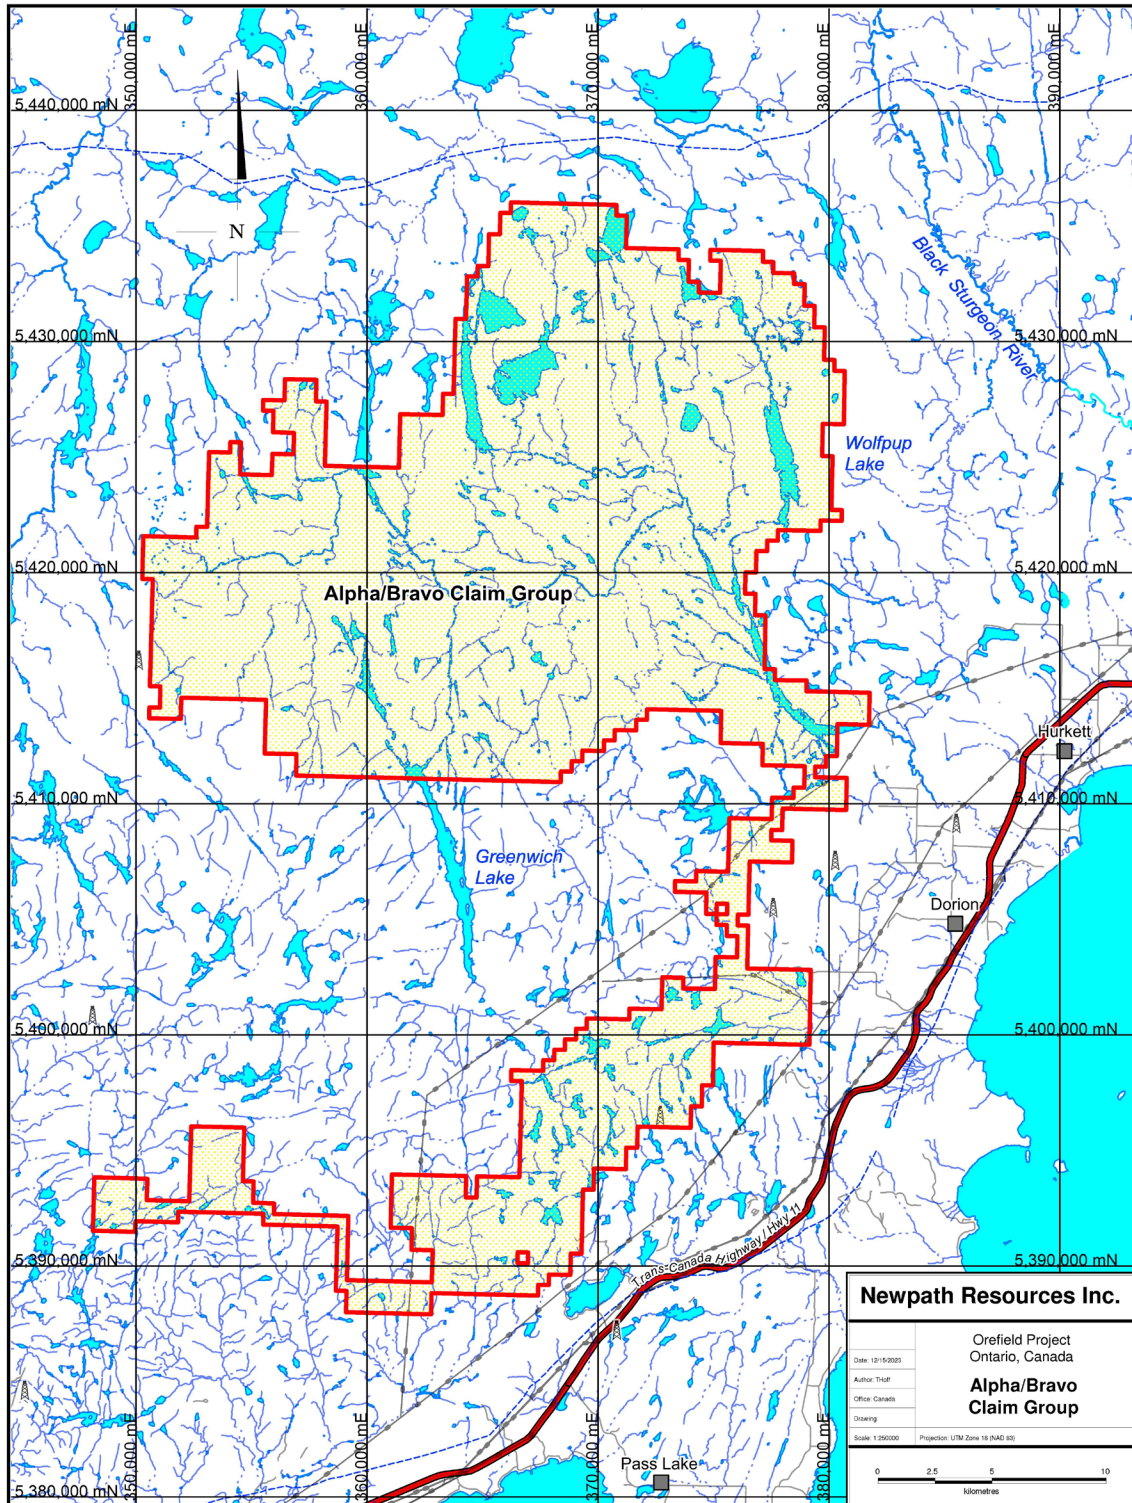 350,000 mE
360,000 mE
370,000 mE
380,000 mE
390,000 mE
5,440,000 mN
N
Black Sturgeon River
5,430,000 mN
5,430,000 mN
Wolfpup
Lake
5,420,000 mN
5,420,000 mN
Alpha/Bravo Claim Group
Hurkett
5,410,000 mN
5,410,000 mN
Greenwich
Lake
Dorion
5,400,000 mN
5,400,000 mN
Trans-Canada Highway, Hwy 11
5,390,000 mN
5,390,000 mN
Newpath Resources Inc.
Orefield Project
Ontario, Canada
Date: 12/15/2023
Author: THoff
Alpha/Bravo
Claim Group
Office: Canada
Drawing:
Scale: 1:250000
Projection: UTM Zone 16 (NAD 83)
0 2.5 5 10
kilometres
Pass Lake
5,380,000 mN
350,000 mE
360,000 mE
370,000 mE
380,000 mE